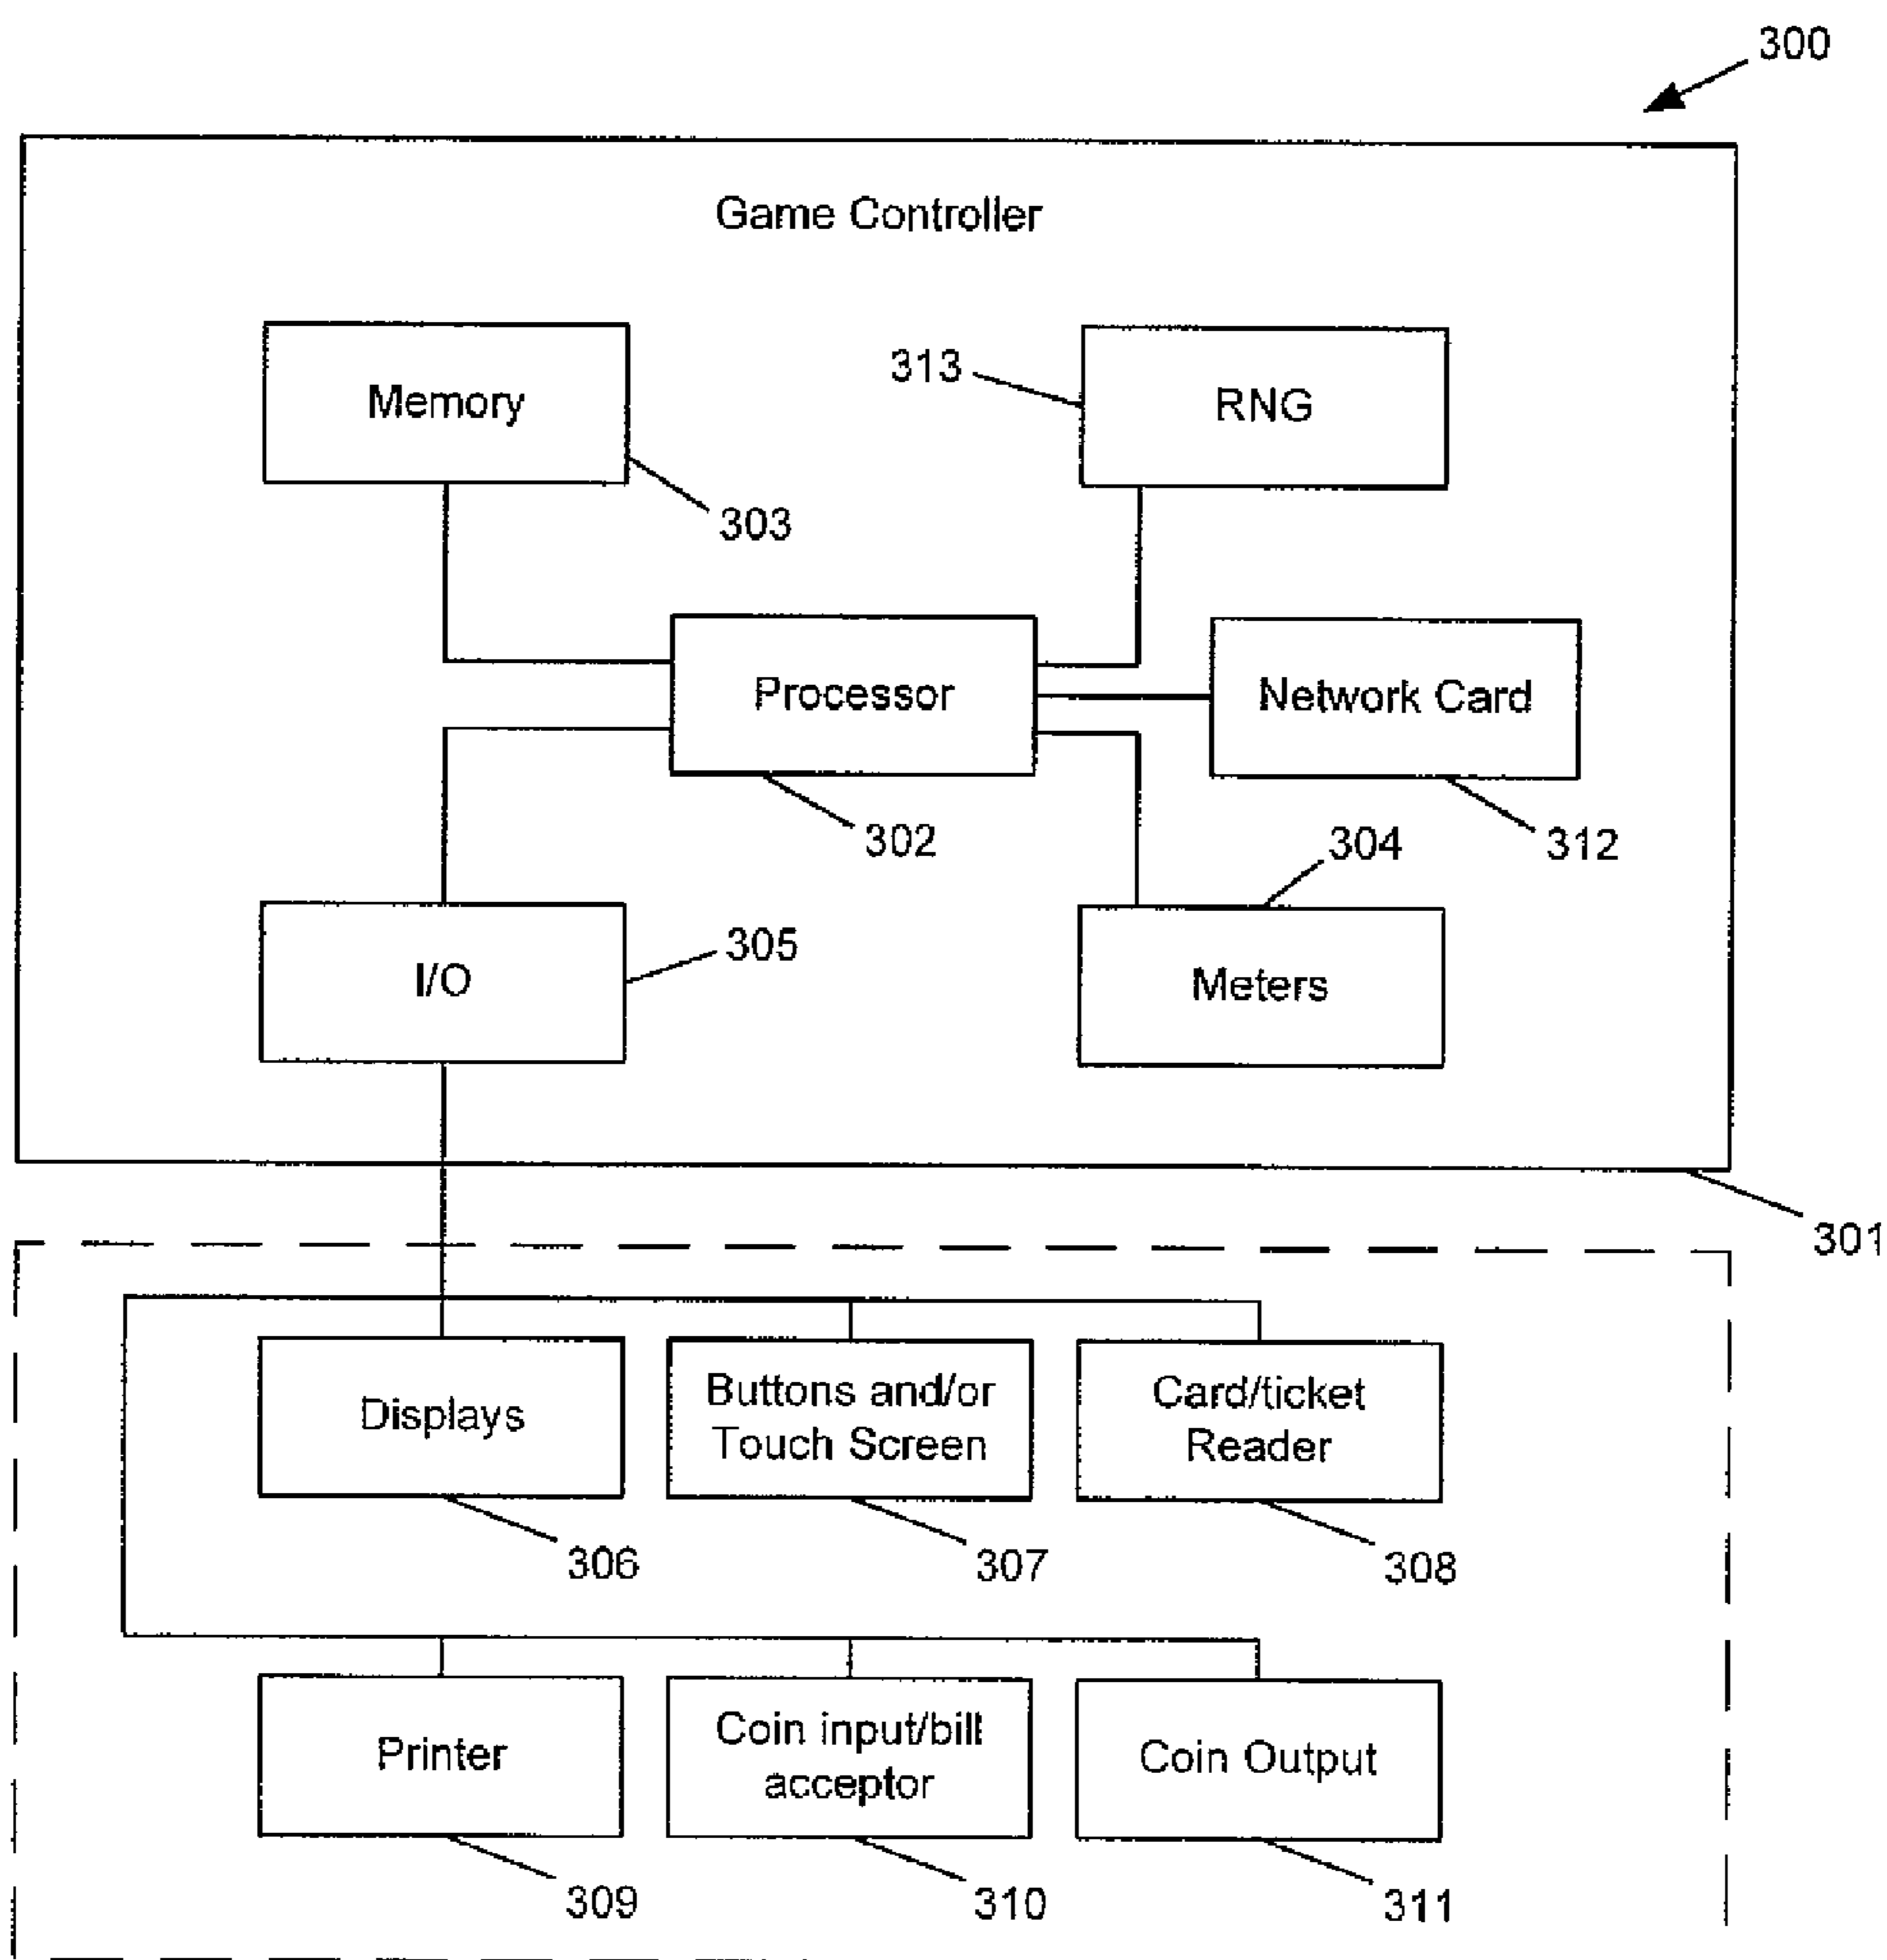 300
Game Controller
Memory
303
313
RNG
Processor
302
Network Card
312
304
I/O
305
Meters
301
Displays
306
Buttons and/or
Touch Screen
307
Card/ticket
Reader
308
Printer
309
Coin input/bill
acceptor
310
Coin Output
311